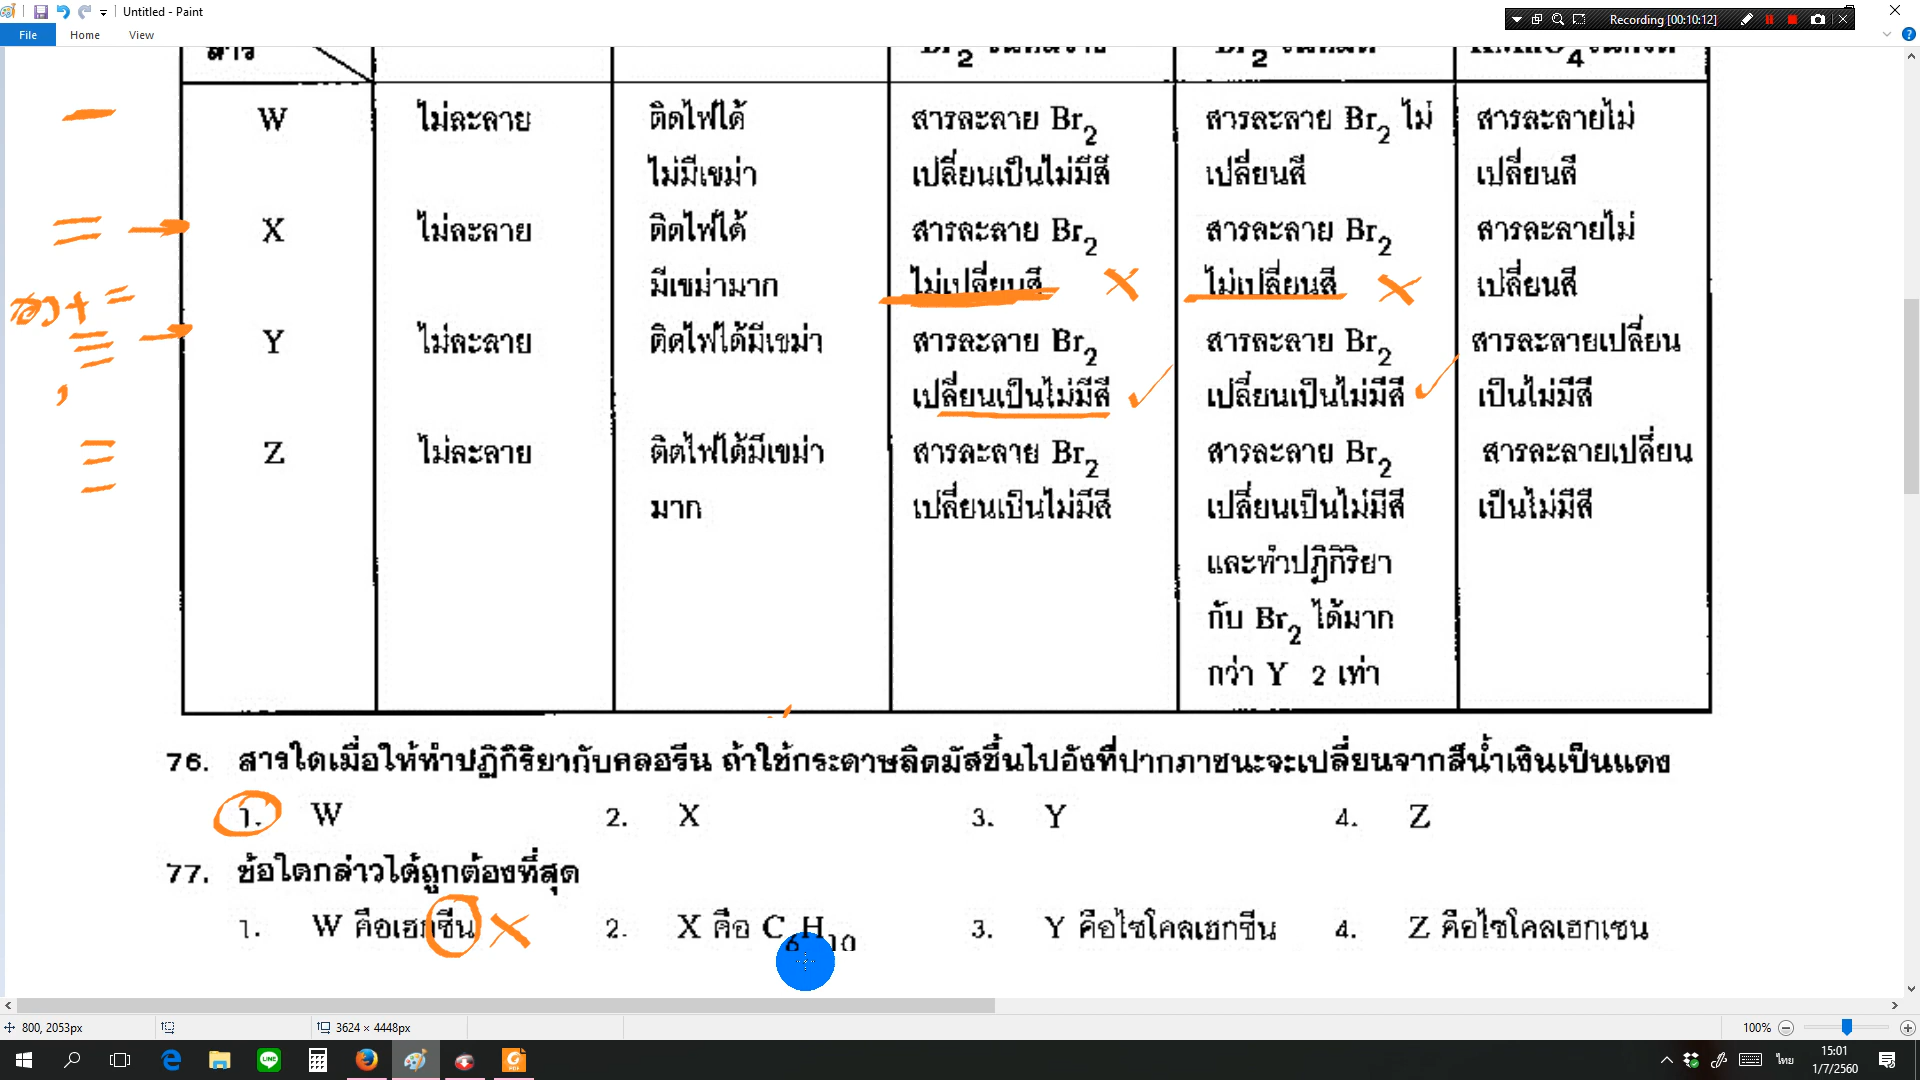 Untitled - Paint
Recording [00:10:12]
File Home View
สาร
W ไม่ละลาย ติดไฟได้ สารละลาย Br2 สารละลาย Br2 ไม่ สารละลายไม่
ไม่มีเขม่า เปลี่ยนเป็นไม่มีสี เปลี่ยนสี เปลี่ยนสี
X ไม่ละลาย ติดไฟได้ สารละลาย Br2 สารละลาย Br2 สารละลายไม่
มีเขม่ามาก ไม่เปลี่ยนสี ไม่เปลี่ยนสี เปลี่ยนสี
Y ไม่ละลาย ติดไฟได้มีเขม่า สารละลาย Br2 สารละลาย Br2 สารละลายเปลี่ยน
เปลี่ยนเป็นไม่มีสี เปลี่ยนเป็นไม่มีสี เป็นไม่มีสี
Z ไม่ละลาย ติดไฟได้มีเขม่า สารละลาย Br2 สารละลาย Br2 สารละลายเปลี่ยน
มาก เปลี่ยนเป็นไม่มีสี เปลี่ยนเป็นไม่มีสี เป็นไม่มีสี
และทำปฏิกิริยา
กับ Br2 ได้มาก
กว่า Y 2 เท่า
76. สารใดเมื่อให้ทำปฏิกิริยากับคลอรีน ถ้าใช้กระดาษลิตมัสชื้นไปอังที่ปากภาชนะจะเปลี่ยนจากสีน้ำเงินเป็นแดง
1. W 2. X 3. Y 4. Z
77. ข้อใดกล่าวได้ถูกต้องที่สุด
1. W คือเฮกซีน 2. X คือ C6H10 3. Y คือไซโคลเฮกซีน 4. Z คือไซโคลเฮกเซน
800, 2053px 3624 × 4448px 100%
ไทย 15:01
1/7/2560